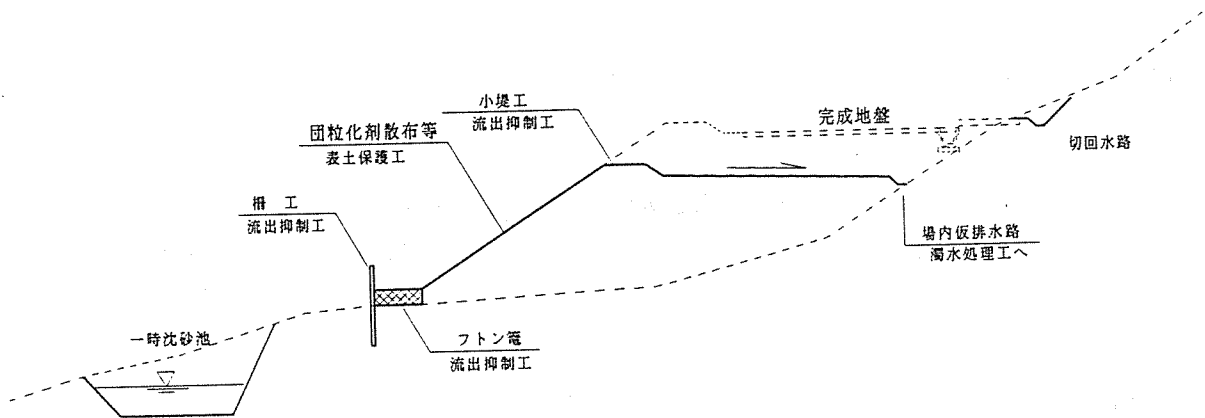 小堤工
流出抑制工
完成地盤
団粒化剤散布等
表土保護工
切回水路
柵 工
流出抑制工
場内仮排水路
濁水処理工へ
一時沈砂池
フトン篭
流出抑制工